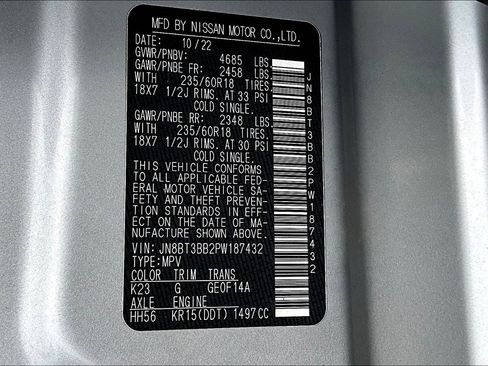 MFD BY NISSAN MOTOR CO.,LTD.
DATE: 10/22
GVWR/PNBV: 4685 LBS.
GAWR/PNBE FR: 2458 LBS.
WITH 235/60R18 TIRES.
18X7 1/2J RIMS. AT 33 PSI
COLD SINGLE.
GAWR/PNBE RR: 2348 LBS.
WITH 235/60R18 TIRES.
18X7 1/2J RIMS. AT 30 PSI
COLD SINGLE.
THIS VEHICLE CONFORMS
TO ALL APPLICABLE FED-
ERAL MOTOR VEHICLE SA-
FETY AND THEFT PREVEN-
TION STANDARDS IN EFF-
ECT ON THE DATE OF MA-
NUFACTURE SHOWN ABOVE.
VIN: JN8BT3BB2PW187432
TYPE:MPV
COLOR TRIM TRANS
K23 G GE0F14A
AXLE ENGINE
HH56 KR15(DDT) 1497CC
JN8BT3BB2PW187432